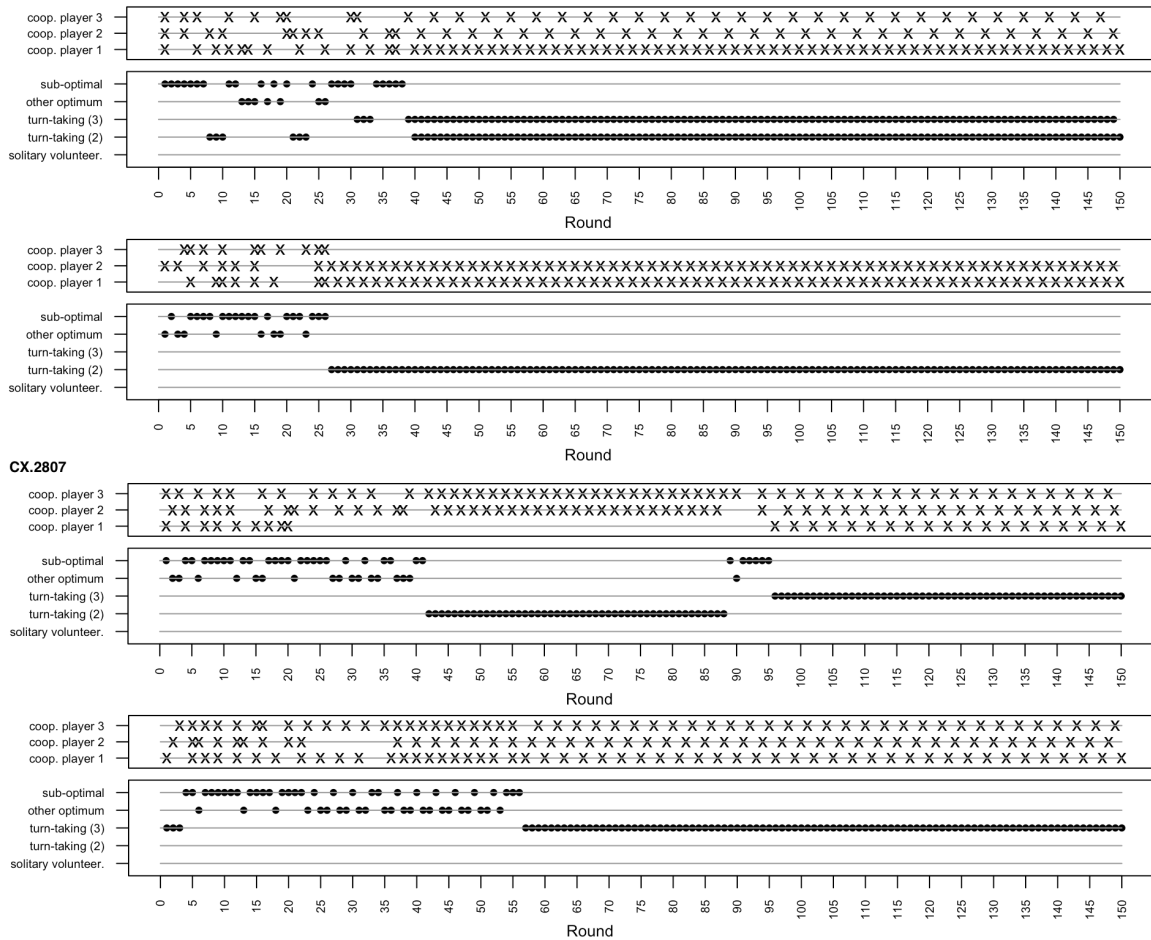 coop. player 3
coop. player 2
coop. player 1
sub-optimal
other optimum
turn-taking (3)
turn-taking (2)
solitary volunteer.
0 5 10 15 20 25 30 35 40 45 50 55 60 65 70 75 80 85 90 95 100 105 110 115 120 125 130 135 140 145 150
Round
coop. player 3
coop. player 2
coop. player 1
sub-optimal
other optimum
turn-taking (3)
turn-taking (2)
solitary volunteer.
0 5 10 15 20 25 30 35 40 45 50 55 60 65 70 75 80 85 90 95 100 105 110 115 120 125 130 135 140 145 150
Round
CX.2807
coop. player 3
coop. player 2
coop. player 1
sub-optimal
other optimum
turn-taking (3)
turn-taking (2)
solitary volunteer.
0 5 10 15 20 25 30 35 40 45 50 55 60 65 70 75 80 85 90 95 100 105 110 115 120 125 130 135 140 145 150
Round
coop. player 3
coop. player 2
coop. player 1
sub-optimal
other optimum
turn-taking (3)
turn-taking (2)
solitary volunteer.
0 5 10 15 20 25 30 35 40 45 50 55 60 65 70 75 80 85 90 95 100 105 110 115 120 125 130 135 140 145 150
Round